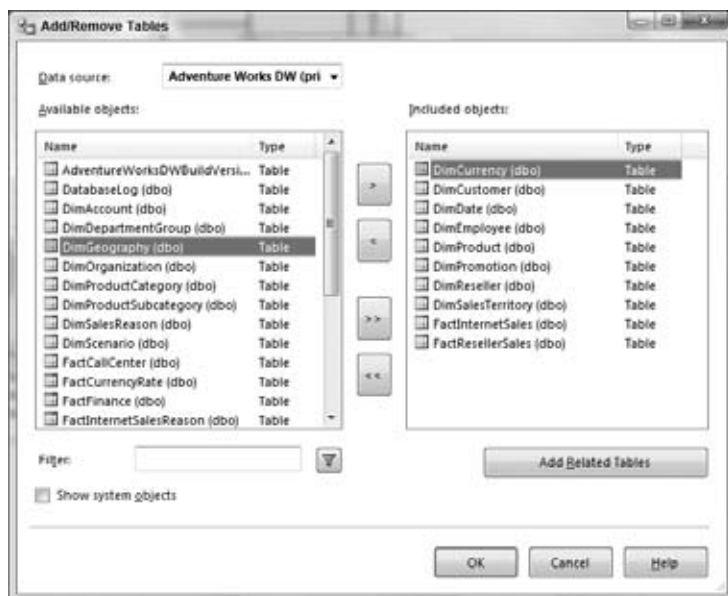 Add/Remove Tables
Data source: Adventure Works DW (pri
Available objects:
Name Type
AdventureWorksDWBuildVersi... Table
DatabaseLog (dbo) Table
DimAccount (dbo) Table
DimDepartmentGroup (dbo) Table
DimGeography (dbo) Table
DimOrganization (dbo) Table
DimProductCategory (dbo) Table
DimProductSubcategory (dbo) Table
DimSalesReason (dbo) Table
DimScenario (dbo) Table
FactCallCenter (dbo) Table
FactCurrencyRate (dbo) Table
FactFinance (dbo) Table
FactInternetSalesReason (dbo) Table
>
<
>>
<<
Included objects:
Name Type
DimCurrency (dbo) Table
DimCustomer (dbo) Table
DimDate (dbo) Table
DimEmployee (dbo) Table
DimProduct (dbo) Table
DimPromotion (dbo) Table
DimReseller (dbo) Table
DimSalesTerritory (dbo) Table
FactInternetSales (dbo) Table
FactResellerSales (dbo) Table
Filter:
Add Related Tables
Show system objects
OK Cancel Help